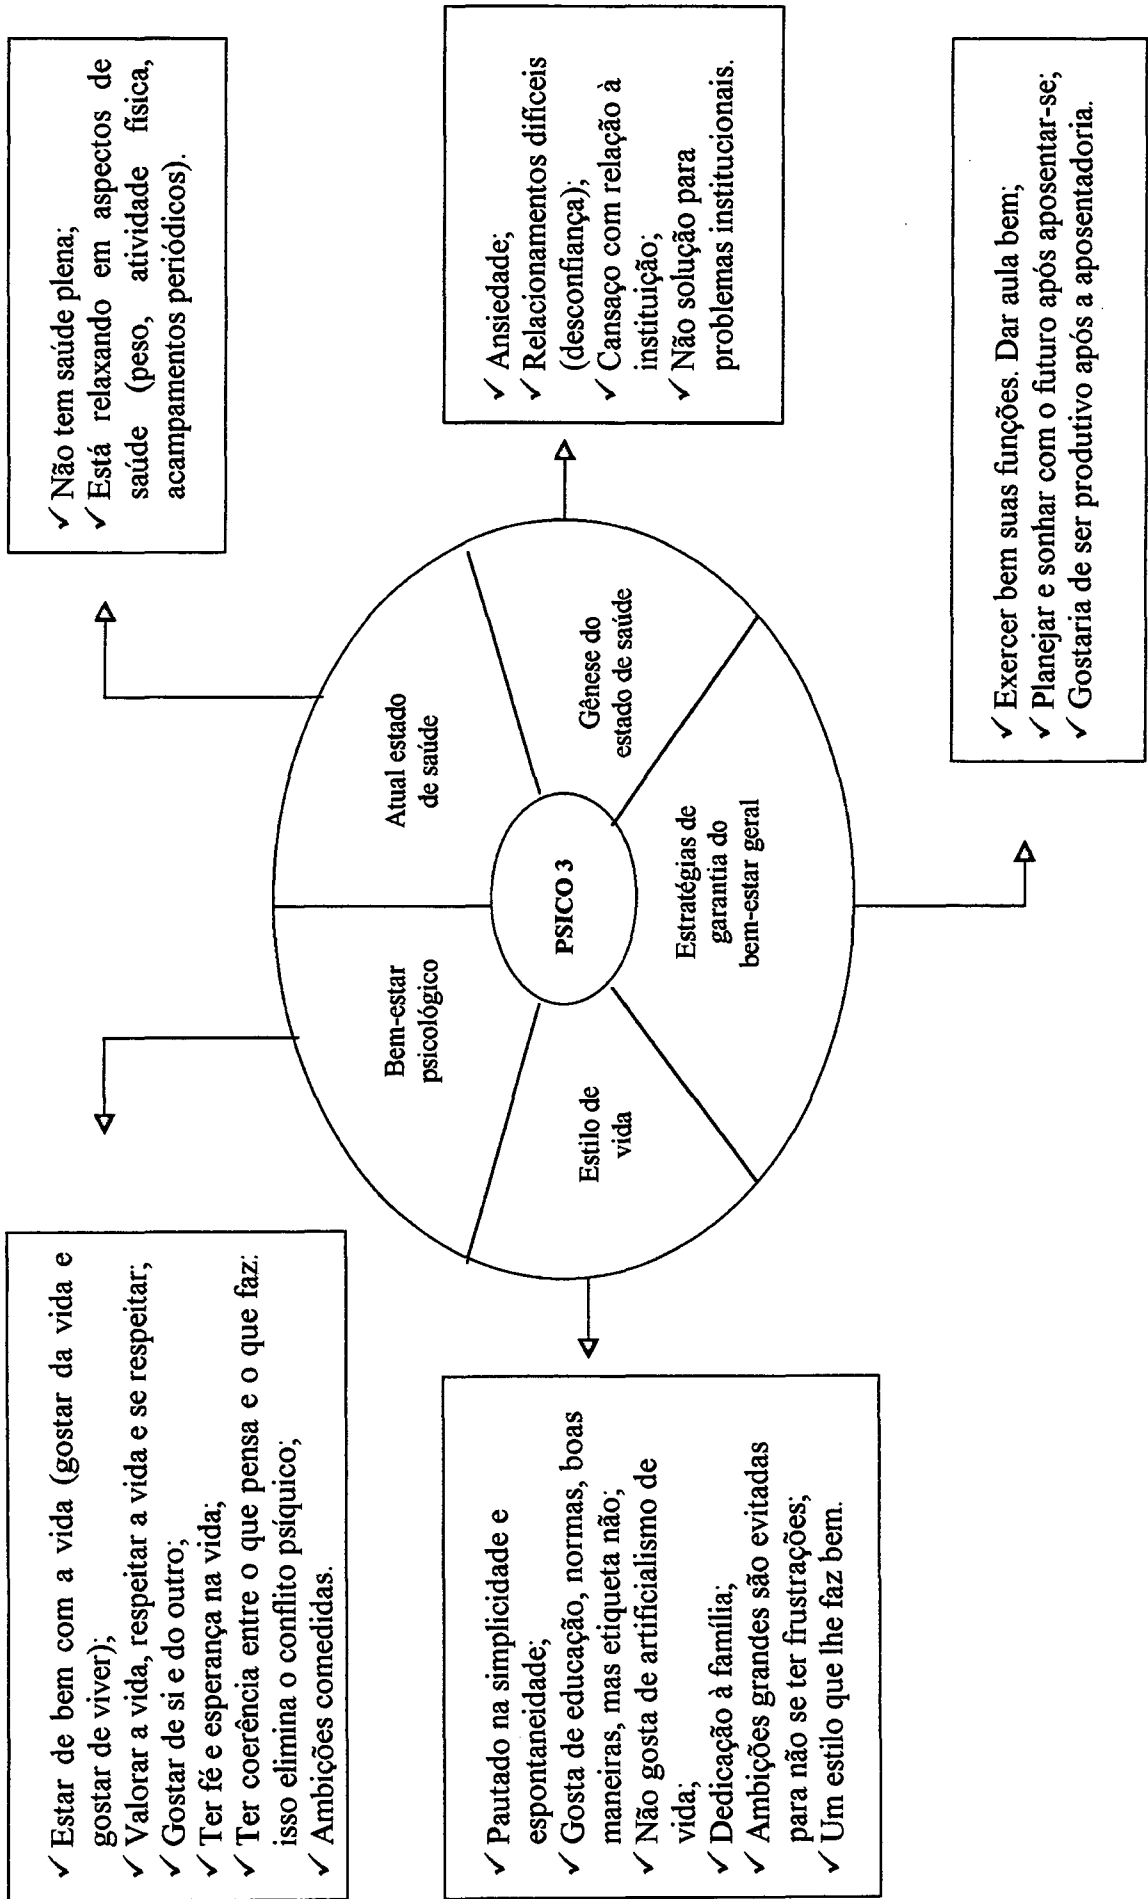 ✓ Estar de bem com a vida (gostar da vida e
gostar de viver);
✓ Valorar a vida, respeitar a vida e se respeitar;
✓ Gostar de si e do outro;
✓ Ter fé e esperança na vida;
✓ Ter coerência entre o que pensa e o que faz:
isso elimina o conflito psíquico;
✓ Ambições comedidas.
✓ Não tem saúde plena;
✓ Está relaxando em aspectos de
saúde (peso, atividade física,
acampamentos periódicos).
Bem-estar
psicológico
Atual estado
de saúde
PSICO 3
Estilo de
vida
Gênese do
estado de saúde
Estratégias de
garantia do
bem-estar geral
✓ Pautado na simplicidade e
espontaneidade;
✓ Gosta de educação, normas, boas
maneiras, mas etiqueta não;
✓ Não gosta de artificialismo de
vida;
✓ Dedicação à família;
✓ Ambições grandes são evitadas
para não se ter frustrações;
✓ Um estilo que lhe faz bem.
✓ Ansiedade;
✓ Relacionamentos difíceis
(desconfiança);
✓ Cansaço com relação à
instituição;
✓ Não solução para
problemas institucionais.
✓ Exercer bem suas funções. Dar aula bem;
✓ Planejar e sonhar com o futuro após aposentar-se;
✓ Gostaria de ser produtivo após a aposentadoria.